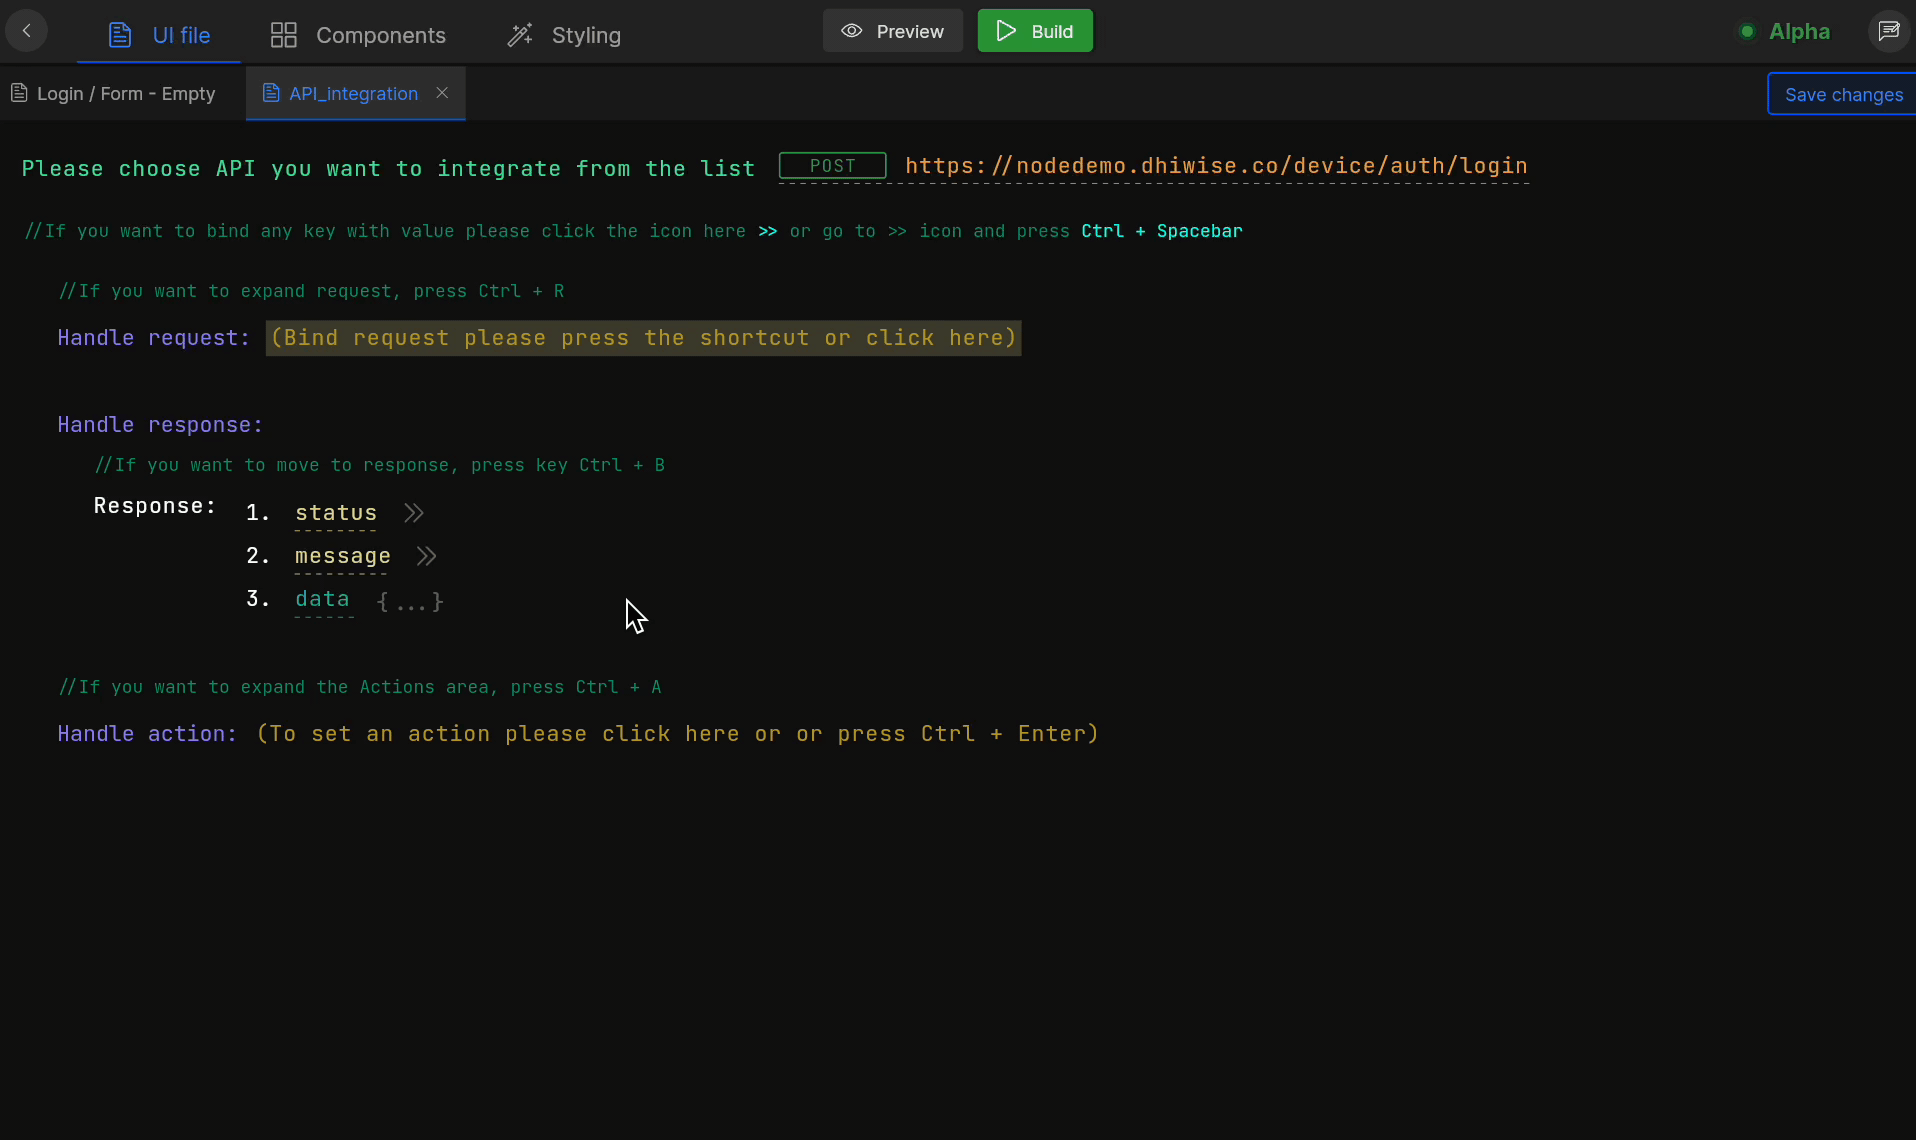 UI file Components Styling Preview Build Alpha
Login / Form - Empty API_integration Save changes
Please choose API you want to integrate from the list POST https://nodedemo.dhiwise.co/device/auth/login
//If you want to bind any key with value please click the icon here >> or go to >> icon and press Ctrl + Spacebar
//If you want to expand request, press Ctrl + R
Handle request: (Bind request please press the shortcut or click here)
Handle response:
//If you want to move to response, press key Ctrl + B
Response: 1. status >>
2. message >>
3. data {...}
//If you want to expand the Actions area, press Ctrl + A
Handle action: (To set an action please click here or or press Ctrl + Enter)